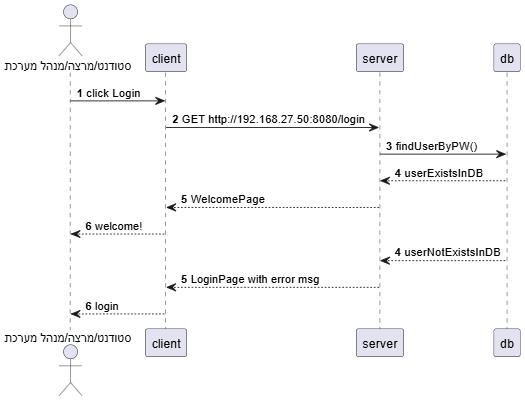 סטודנט/מרצה/מנהל מערכת
client
server
db
1 click Login
2 GET http://192.168.27.50:8080/login
3 findUserByPW()
4 userExistsInDB
5 WelcomePage
6 welcome!
4 userNotExistsInDB
5 LoginPage with error msg
6 login
סטודנט/מרצה/מנהל מערכת
client
server
db